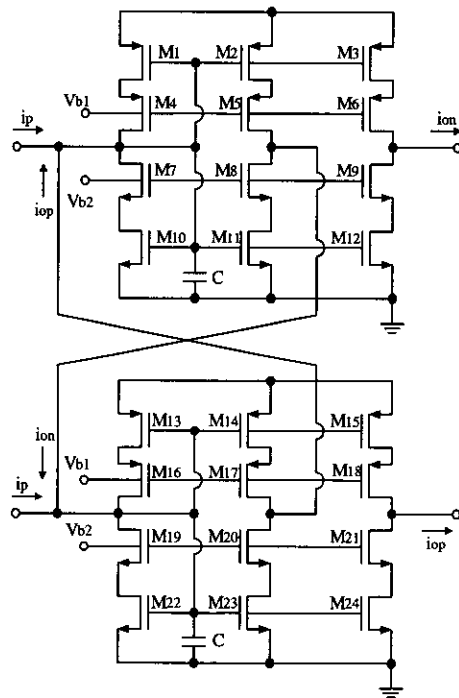 M1 M2 M3
Vb1 M4 M5 M6
ip ion
M7 M8 M9
iop Vb2
M10 M11 M12
C
M13 M14 M15
ion
Vb1 M16 M17 M18
ip
Vb2 M19 M20 M21
iop
M22 M23 M24
C